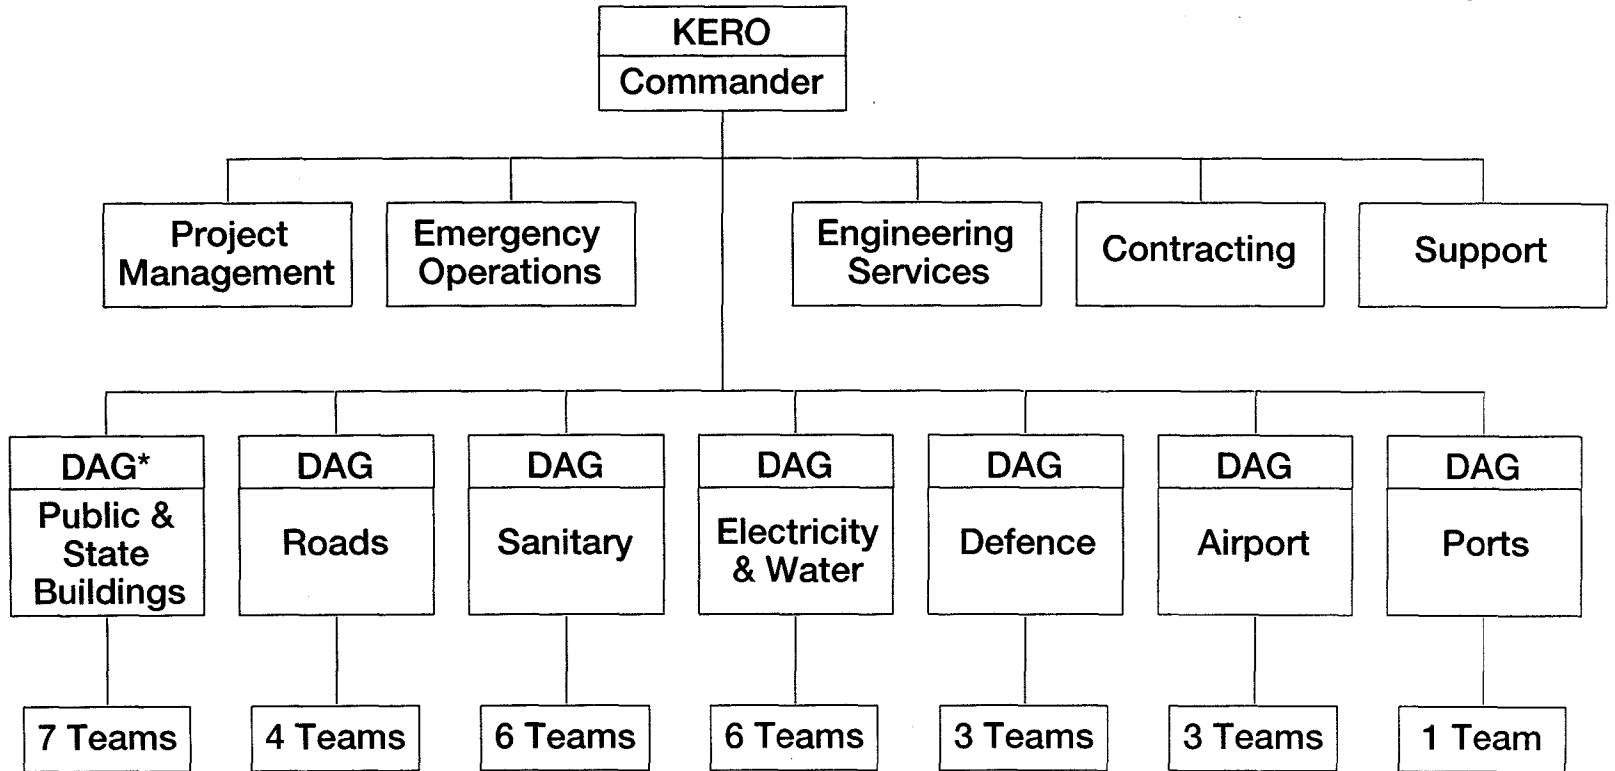 KERO
Commander
Project
Management
Emergency
Operations
Engineering
Services
Contracting
Support
DAG*
Public &
State
Buildings
DAG
Roads
DAG
Sanitary
DAG
Electricity
& Water
DAG
Defence
DAG
Airport
DAG
Ports
7 Teams
4 Teams
6 Teams
6 Teams
3 Teams
3 Teams
1 Team